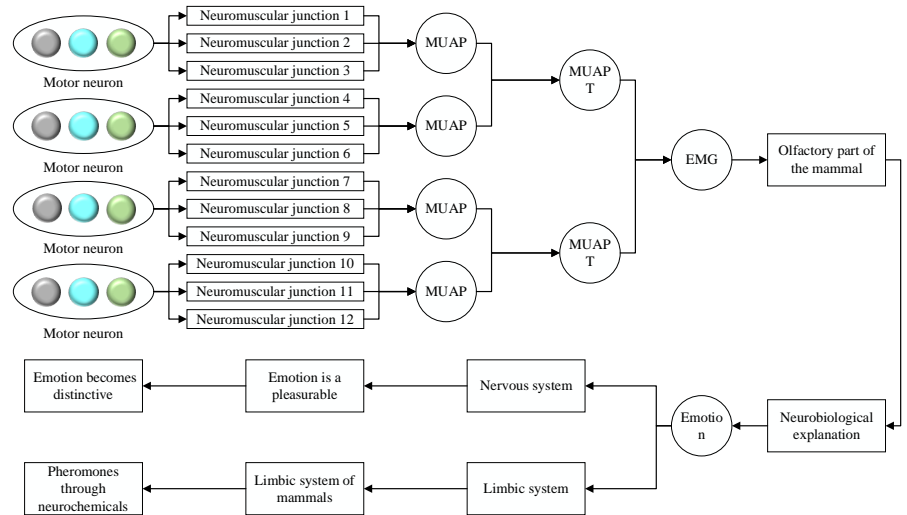 Neuromuscular junction 1
Neuromuscular junction 2
Neuromuscular junction 3
Motor neuron
MUAP
Neuromuscular junction 4
Neuromuscular junction 5
Neuromuscular junction 6
Motor neuron
MUAP
MUAP
T
Neuromuscular junction 7
Neuromuscular junction 8
Neuromuscular junction 9
Motor neuron
MUAP
Neuromuscular junction 10
Neuromuscular junction 11
Neuromuscular junction 12
Motor neuron
MUAP
MUAP
T
EMG
Olfactory part of
the mammal
Neurobiological
explanation
Emotio
n
Nervous system
Emotion is a
pleasurable
Emotion becomes
distinctive
Limbic system
Limbic system of
mammals
Pheromones
through
neurochemicals